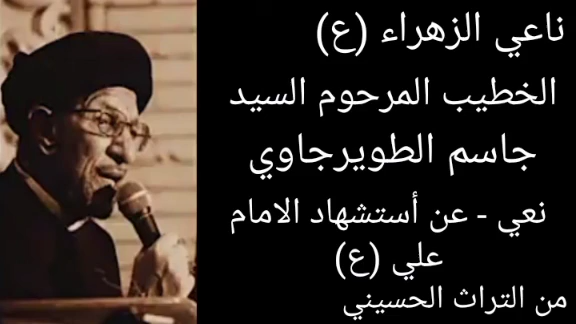 ناعي الزهراء (ع)
الخطيب المرحوم السيد
جاسم الطويرجاوي
نعي - عن أستشهاد الامام
علي (ع)
من التراث الحسيني